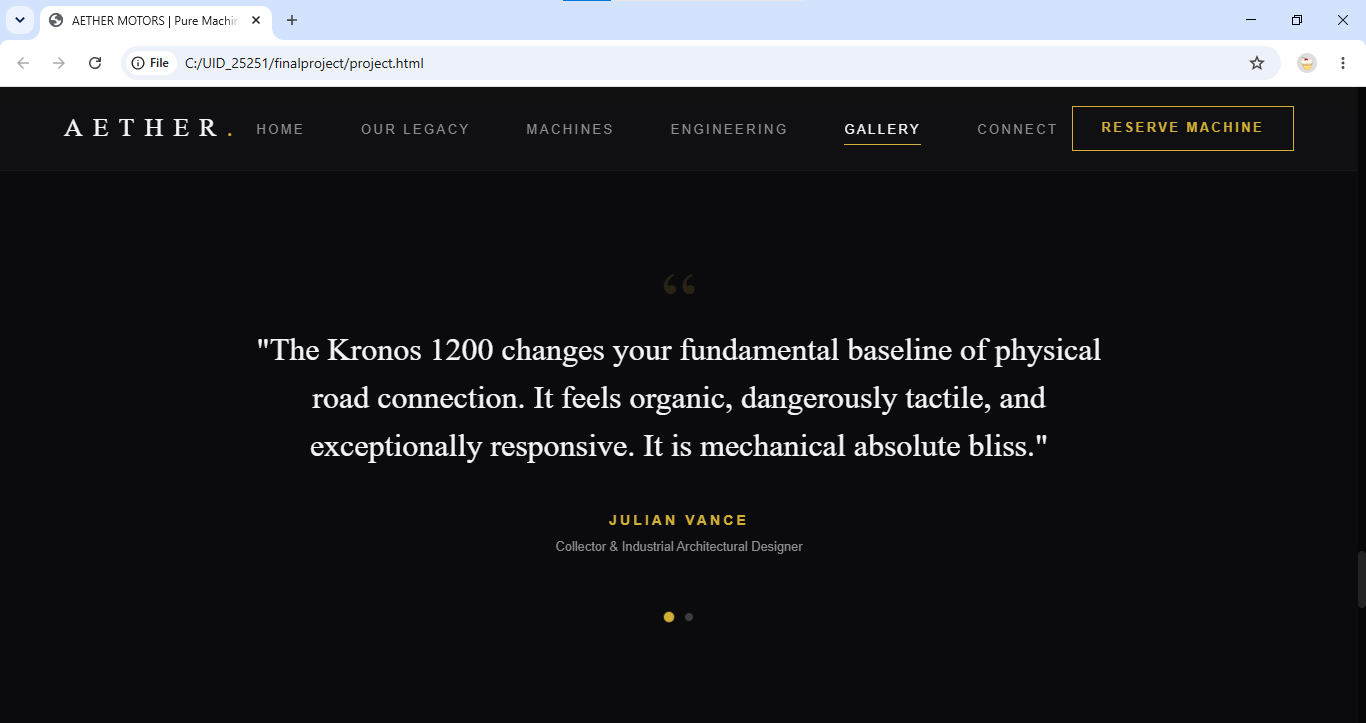 AETHER MOTORS | Pure Machin
File
C:/UID_25251/finalproject/project.html
AETHER.
HOME
OUR LEGACY
MACHINES
ENGINEERING
GALLERY
CONNECT
RESERVE MACHINE
“
"The Kronos 1200 changes your fundamental baseline of physical
road connection. It feels organic, dangerously tactile, and
exceptionally responsive. It is mechanical absolute bliss."
JULIAN VANCE
Collector & Industrial Architectural Designer